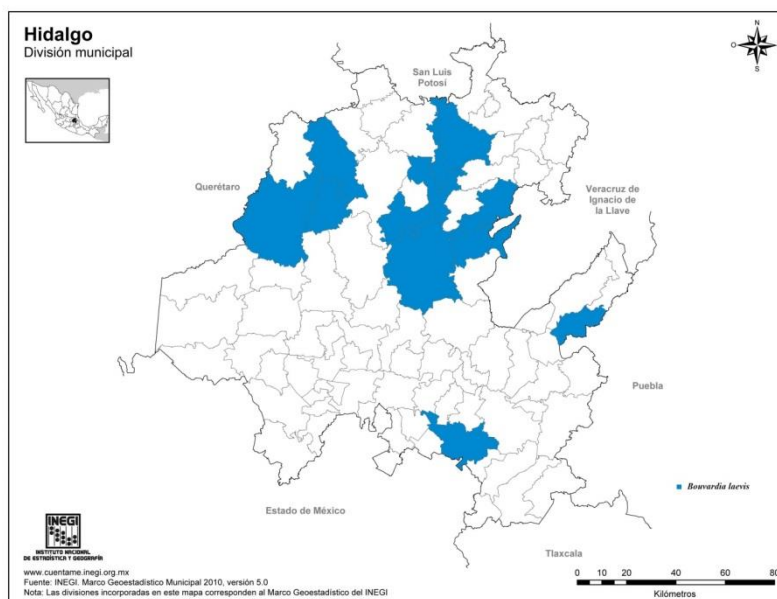 Hidalgo
División municipal
N
O
E
S
San Luis
Potosí
Querétaro
Veracruz de
Ignacio de
la Llave
Puebla
Bouvardia laevis
Estado de México
Tlaxcala
INEGI
INSTITUTO NACIONAL
DE ESTADÍSTICA Y GEOGRAFÍA
www.cuentame.inegi.org.mx
Fuente: INEGI. Marco Geoestadístico Municipal 2010, versión 5.0
Nota: Las divisiones incorporadas en este mapa corresponden al Marco Geoestadístico del INEGI
0 10 20 40 60 80
Kilómetros